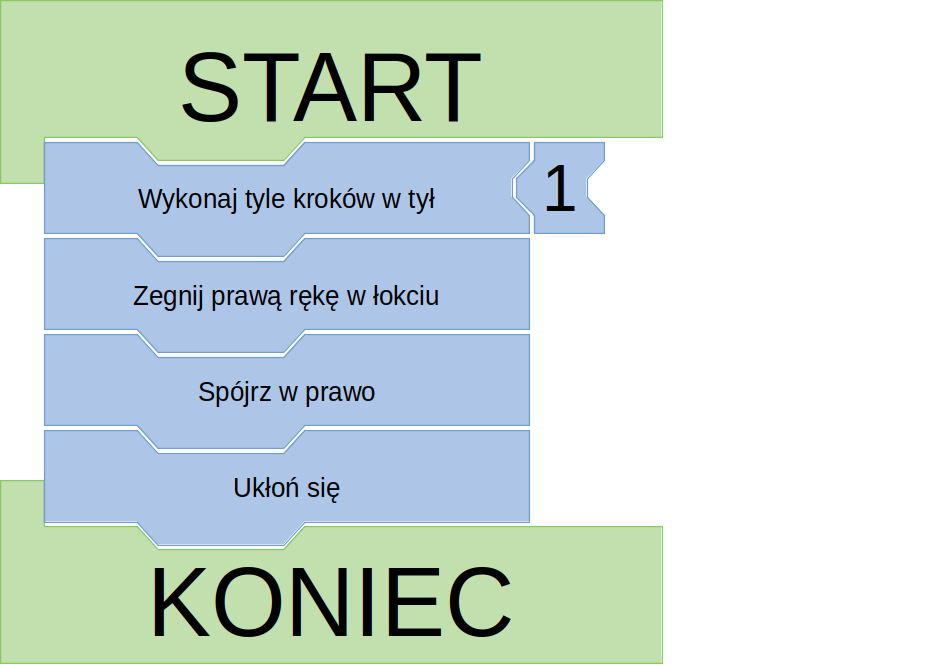 START
Wykonaj tyle kroków w tył 1
Zegnij prawą rękę w łokciu
Spójrz w prawo
Ukłoń się
KONIEC